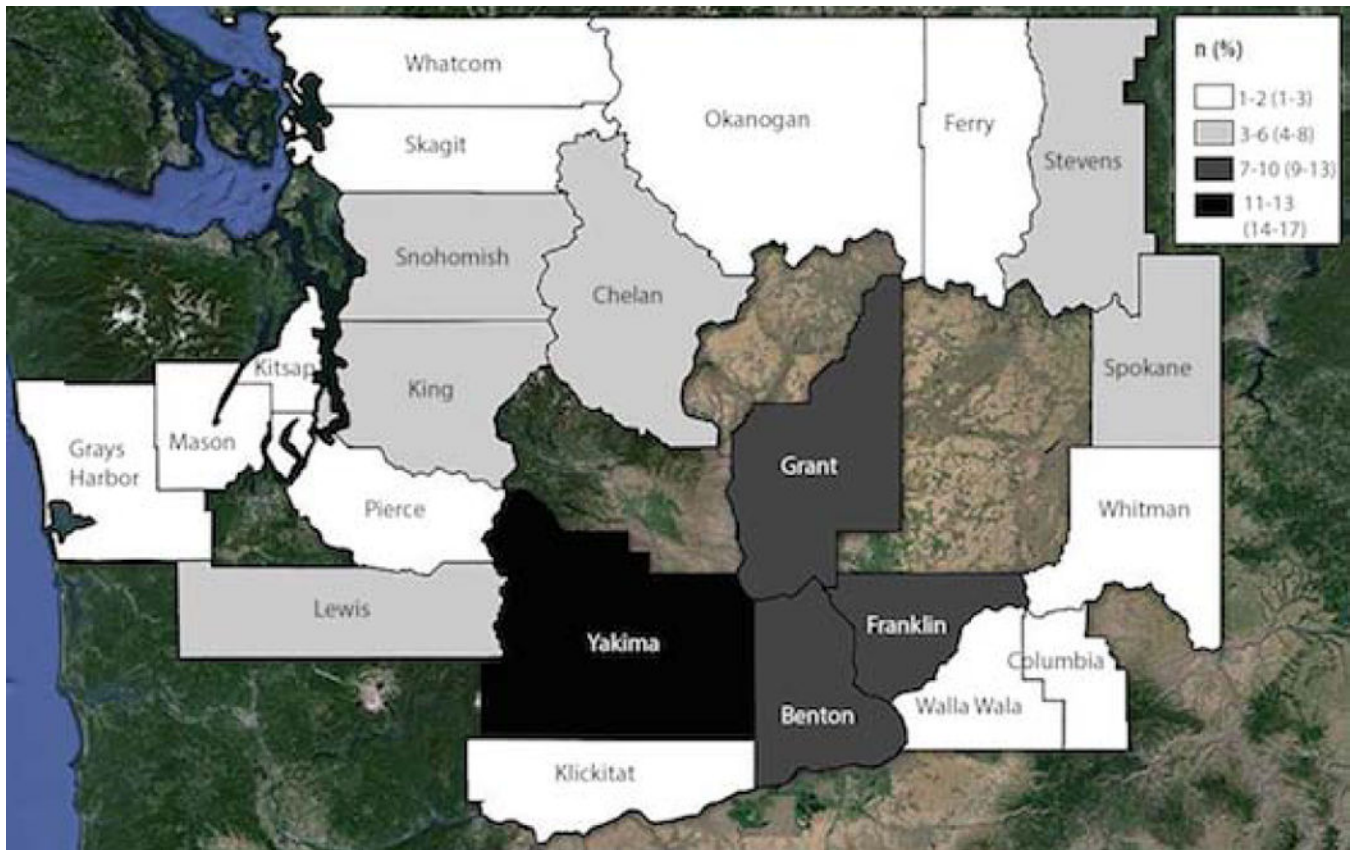 n (%)
1-2 (1-3)
3-6 (4-8)
7-10 (9-13)
11-13
(14-17)
Whatcom
Skagit
Okanogan
Ferry
Stevens
Snohomish
Chelan
Kitsap
King
Spokane
Mason
Grays
Harbor
Pierce
Grant
Whitman
Lewis
Yakima
Franklin
Columbia
Benton
Walla Wala
Klickitat